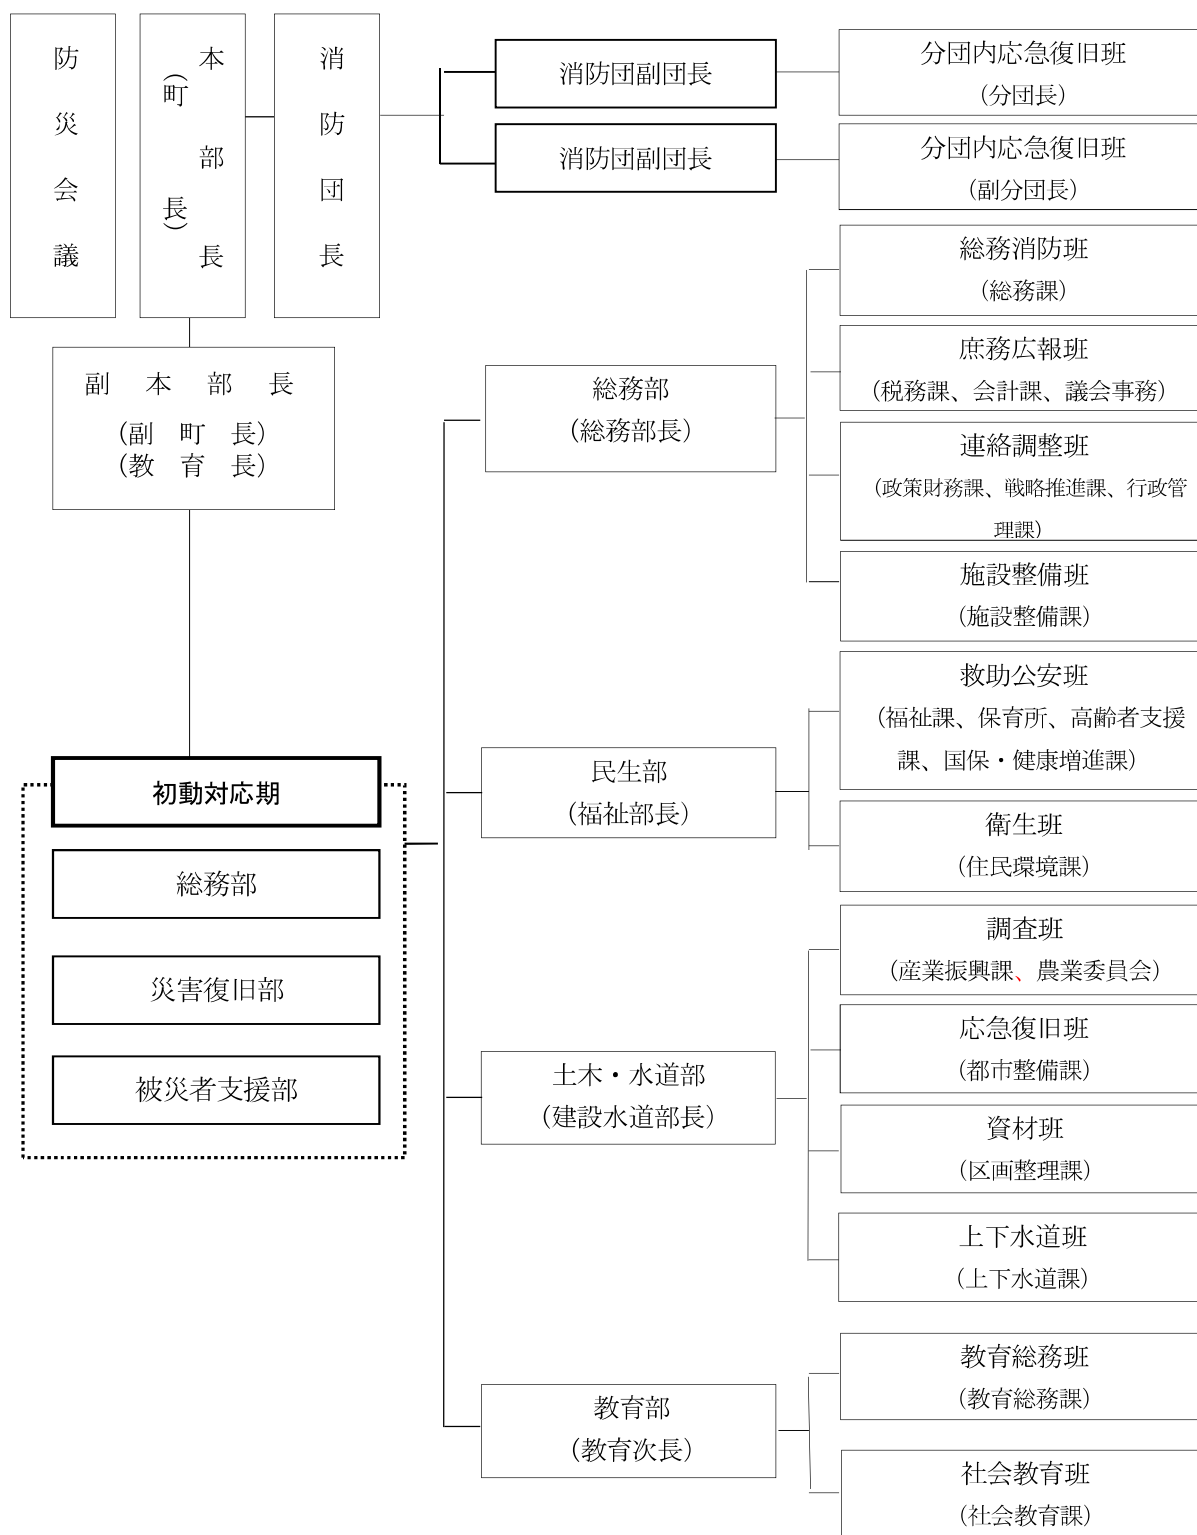 防災会議
本部長
(町長)
消防団長
消防団副団長
分団内応急復旧班
(分団長)
消防団副団長
分団内応急復旧班
(副分団長)
副本部長
(副町長)
(教育長)
初動対応期
総務部
災害復旧部
被災者支援部
総務部
(総務部長)
総務消防班
(総務課)
庶務広報班
(税務課、会計課、議会事務)
連絡調整班
(政策財務課、戦略推進課、行政管
理課)
施設整備班
(施設整備課)
民生部
(福祉部長)
救助公安班
(福祉課、保育所、高齢者支援
課、国保・健康増進課)
衛生班
(住民環境課)
土木・水道部
(建設水道部長)
調査班
(産業振興課、農業委員会)
応急復旧班
(都市整備課)
資材班
(区画整理課)
上下水道班
(上下水道課)
教育部
(教育次長)
教育総務班
(教育総務課)
社会教育班
(社会教育課)